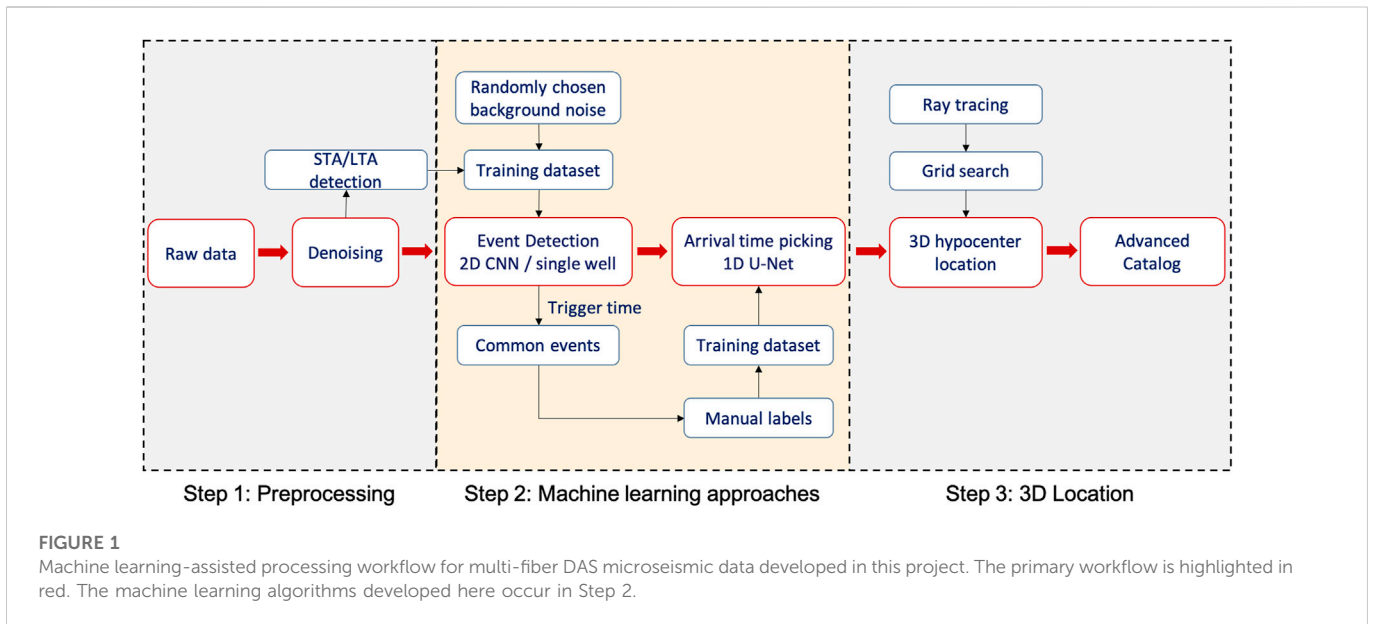 Randomly chosen
background noise
STA/LTA
detection
Training dataset
Raw data
Denoising
Event Detection
2D CNN / single well
Arrival time picking
1D U-Net
Trigger time
Common events
Training dataset
Manual labels
Ray tracing
Grid search
3D hypocenter
location
Advanced
Catalog
Step 1: Preprocessing
Step 2: Machine learning approaches
Step 3: 3D Location
FIGURE 1
Machine learning-assisted processing workflow for multi-fiber DAS microseismic data developed in this project. The primary workflow is highlighted in
red. The machine learning algorithms developed here occur in Step 2.